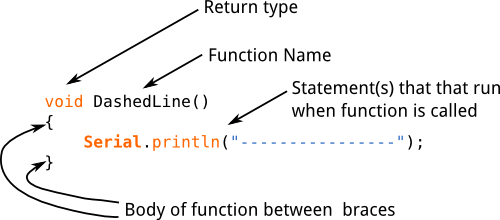 Return type
Function Name
Statement(s) that that run
when function is called
void DashedLine()
{
Serial.println("----------------");
}
Body of function between braces